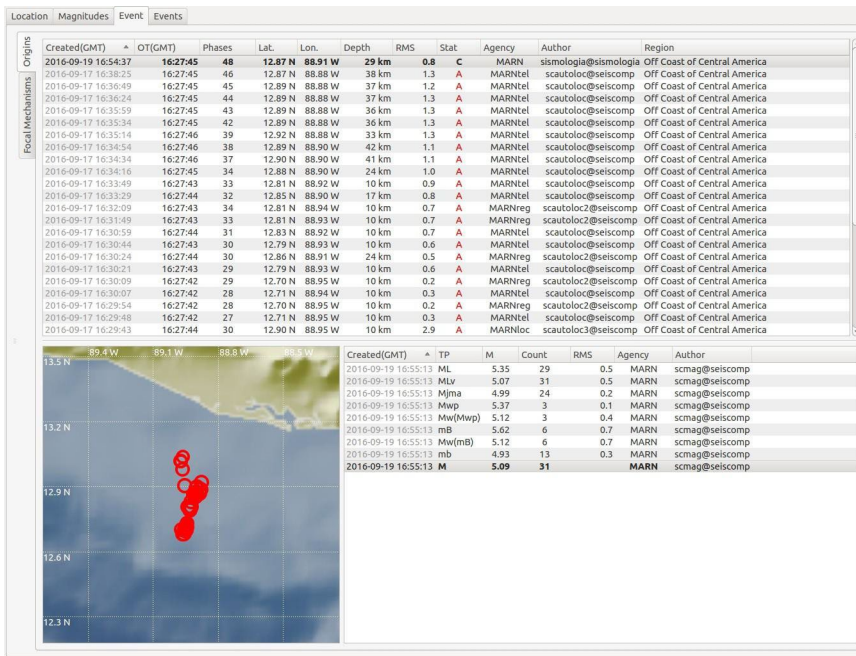 Location Magnitudes Event Events
Origins
Focal Mechanisms
Created(GMT) OT(GMT) Phases Lat. Lon. Depth RMS Stat Agency Author Region
2016-09-19 16:54:37 16:27:45 48 12.87 N 88.91 W 29 km 0.8 C MARN sismologia@sismologia Off Coast of Central America
2016-09-17 16:38:25 16:27:45 46 12.87 N 88.88 W 38 km 1.3 A MARNtel scautoloc@seiscomp Off Coast of Central America
2016-09-17 16:36:49 16:27:45 45 12.89 N 88.89 W 37 km 1.2 A MARNtel scautoloc@seiscomp Off Coast of Central America
2016-09-17 16:36:24 16:27:45 44 12.89 N 88.89 W 37 km 1.3 A MARNtel scautoloc@seiscomp Off Coast of Central America
2016-09-17 16:35:59 16:27:45 43 12.89 N 88.89 W 36 km 1.3 A MARNtel scautoloc@seiscomp Off Coast of Central America
2016-09-17 16:35:34 16:27:45 42 12.89 N 88.89 W 36 km 1.3 A MARNtel scautoloc@seiscomp Off Coast of Central America
2016-09-17 16:35:14 16:27:46 39 12.92 N 88.88 W 33 km 1.3 A MARNtel scautoloc@seiscomp Off Coast of Central America
2016-09-17 16:34:54 16:27:46 38 12.89 N 88.90 W 42 km 1.1 A MARNtel scautoloc@seiscomp Off Coast of Central America
2016-09-17 16:34:34 16:27:46 37 12.90 N 88.90 W 41 km 1.1 A MARNtel scautoloc@seiscomp Off Coast of Central America
2016-09-17 16:34:16 16:27:45 34 12.88 N 88.90 W 24 km 1.0 A MARNtel scautoloc@seiscomp Off Coast of Central America
2016-09-17 16:33:49 16:27:43 33 12.81 N 88.92 W 10 km 0.9 A MARNtel scautoloc@seiscomp Off Coast of Central America
2016-09-17 16:33:29 16:27:44 32 12.85 N 88.90 W 17 km 0.8 A MARNtel scautoloc@seiscomp Off Coast of Central America
2016-09-17 16:32:09 16:27:43 34 12.81 N 88.94 W 10 km 0.7 A MARNreg scautoloc2@seiscomp Off Coast of Central America
2016-09-17 16:31:49 16:27:43 33 12.81 N 88.93 W 10 km 0.7 A MARNreg scautoloc2@seiscomp Off Coast of Central America
2016-09-17 16:30:59 16:27:44 31 12.83 N 88.92 W 10 km 0.7 A MARNtel scautoloc@seiscomp Off Coast of Central America
2016-09-17 16:30:44 16:27:43 30 12.79 N 88.93 W 10 km 0.6 A MARNtel scautoloc@seiscomp Off Coast of Central America
2016-09-17 16:30:24 16:27:44 30 12.86 N 88.91 W 24 km 0.5 A MARNreg scautoloc2@seiscomp Off Coast of Central America
2016-09-17 16:30:21 16:27:43 29 12.79 N 88.93 W 10 km 0.6 A MARNtel scautoloc@seiscomp Off Coast of Central America
2016-09-17 16:30:09 16:27:42 29 12.70 N 88.95 W 10 km 0.2 A MARNreg scautoloc2@seiscomp Off Coast of Central America
2016-09-17 16:30:07 16:27:42 28 12.71 N 88.94 W 10 km 0.3 A MARNtel scautoloc@seiscomp Off Coast of Central America
2016-09-17 16:29:54 16:27:42 28 12.70 N 88.95 W 10 km 0.2 A MARNreg scautoloc2@seiscomp Off Coast of Central America
2016-09-17 16:29:48 16:27:42 27 12.71 N 88.95 W 10 km 0.3 A MARNtel scautoloc@seiscomp Off Coast of Central America
2016-09-17 16:29:43 16:27:44 30 12.90 N 88.95 W 10 km 2.9 A MARNloc scautoloc3@seiscomp Off Coast of Central America
89.4 W 89.1 W 88.8 W 88.5 W
13.5 N
13.2 N
12.9 N
12.6 N
12.3 N
Created(GMT) TP M Count RMS Agency Author
2016-09-19 16:55:13 ML 5.35 29 0.5 MARN scmag@seiscomp
2016-09-19 16:55:13 MLv 5.07 31 0.5 MARN scmag@seiscomp
2016-09-19 16:55:13 Mjma 4.99 24 0.2 MARN scmag@seiscomp
2016-09-19 16:55:13 Mwp 5.37 3 0.1 MARN scmag@seiscomp
2016-09-19 16:55:13 Mw(Mwp) 5.12 3 0.4 MARN scmag@seiscomp
2016-09-19 16:55:13 mB 5.62 6 0.7 MARN scmag@seiscomp
2016-09-19 16:55:13 Mw(mB) 5.12 6 0.7 MARN scmag@seiscomp
2016-09-19 16:55:13 mb 4.93 13 0.3 MARN scmag@seiscomp
2016-09-19 16:55:13 M 5.09 31 MARN scmag@seiscomp